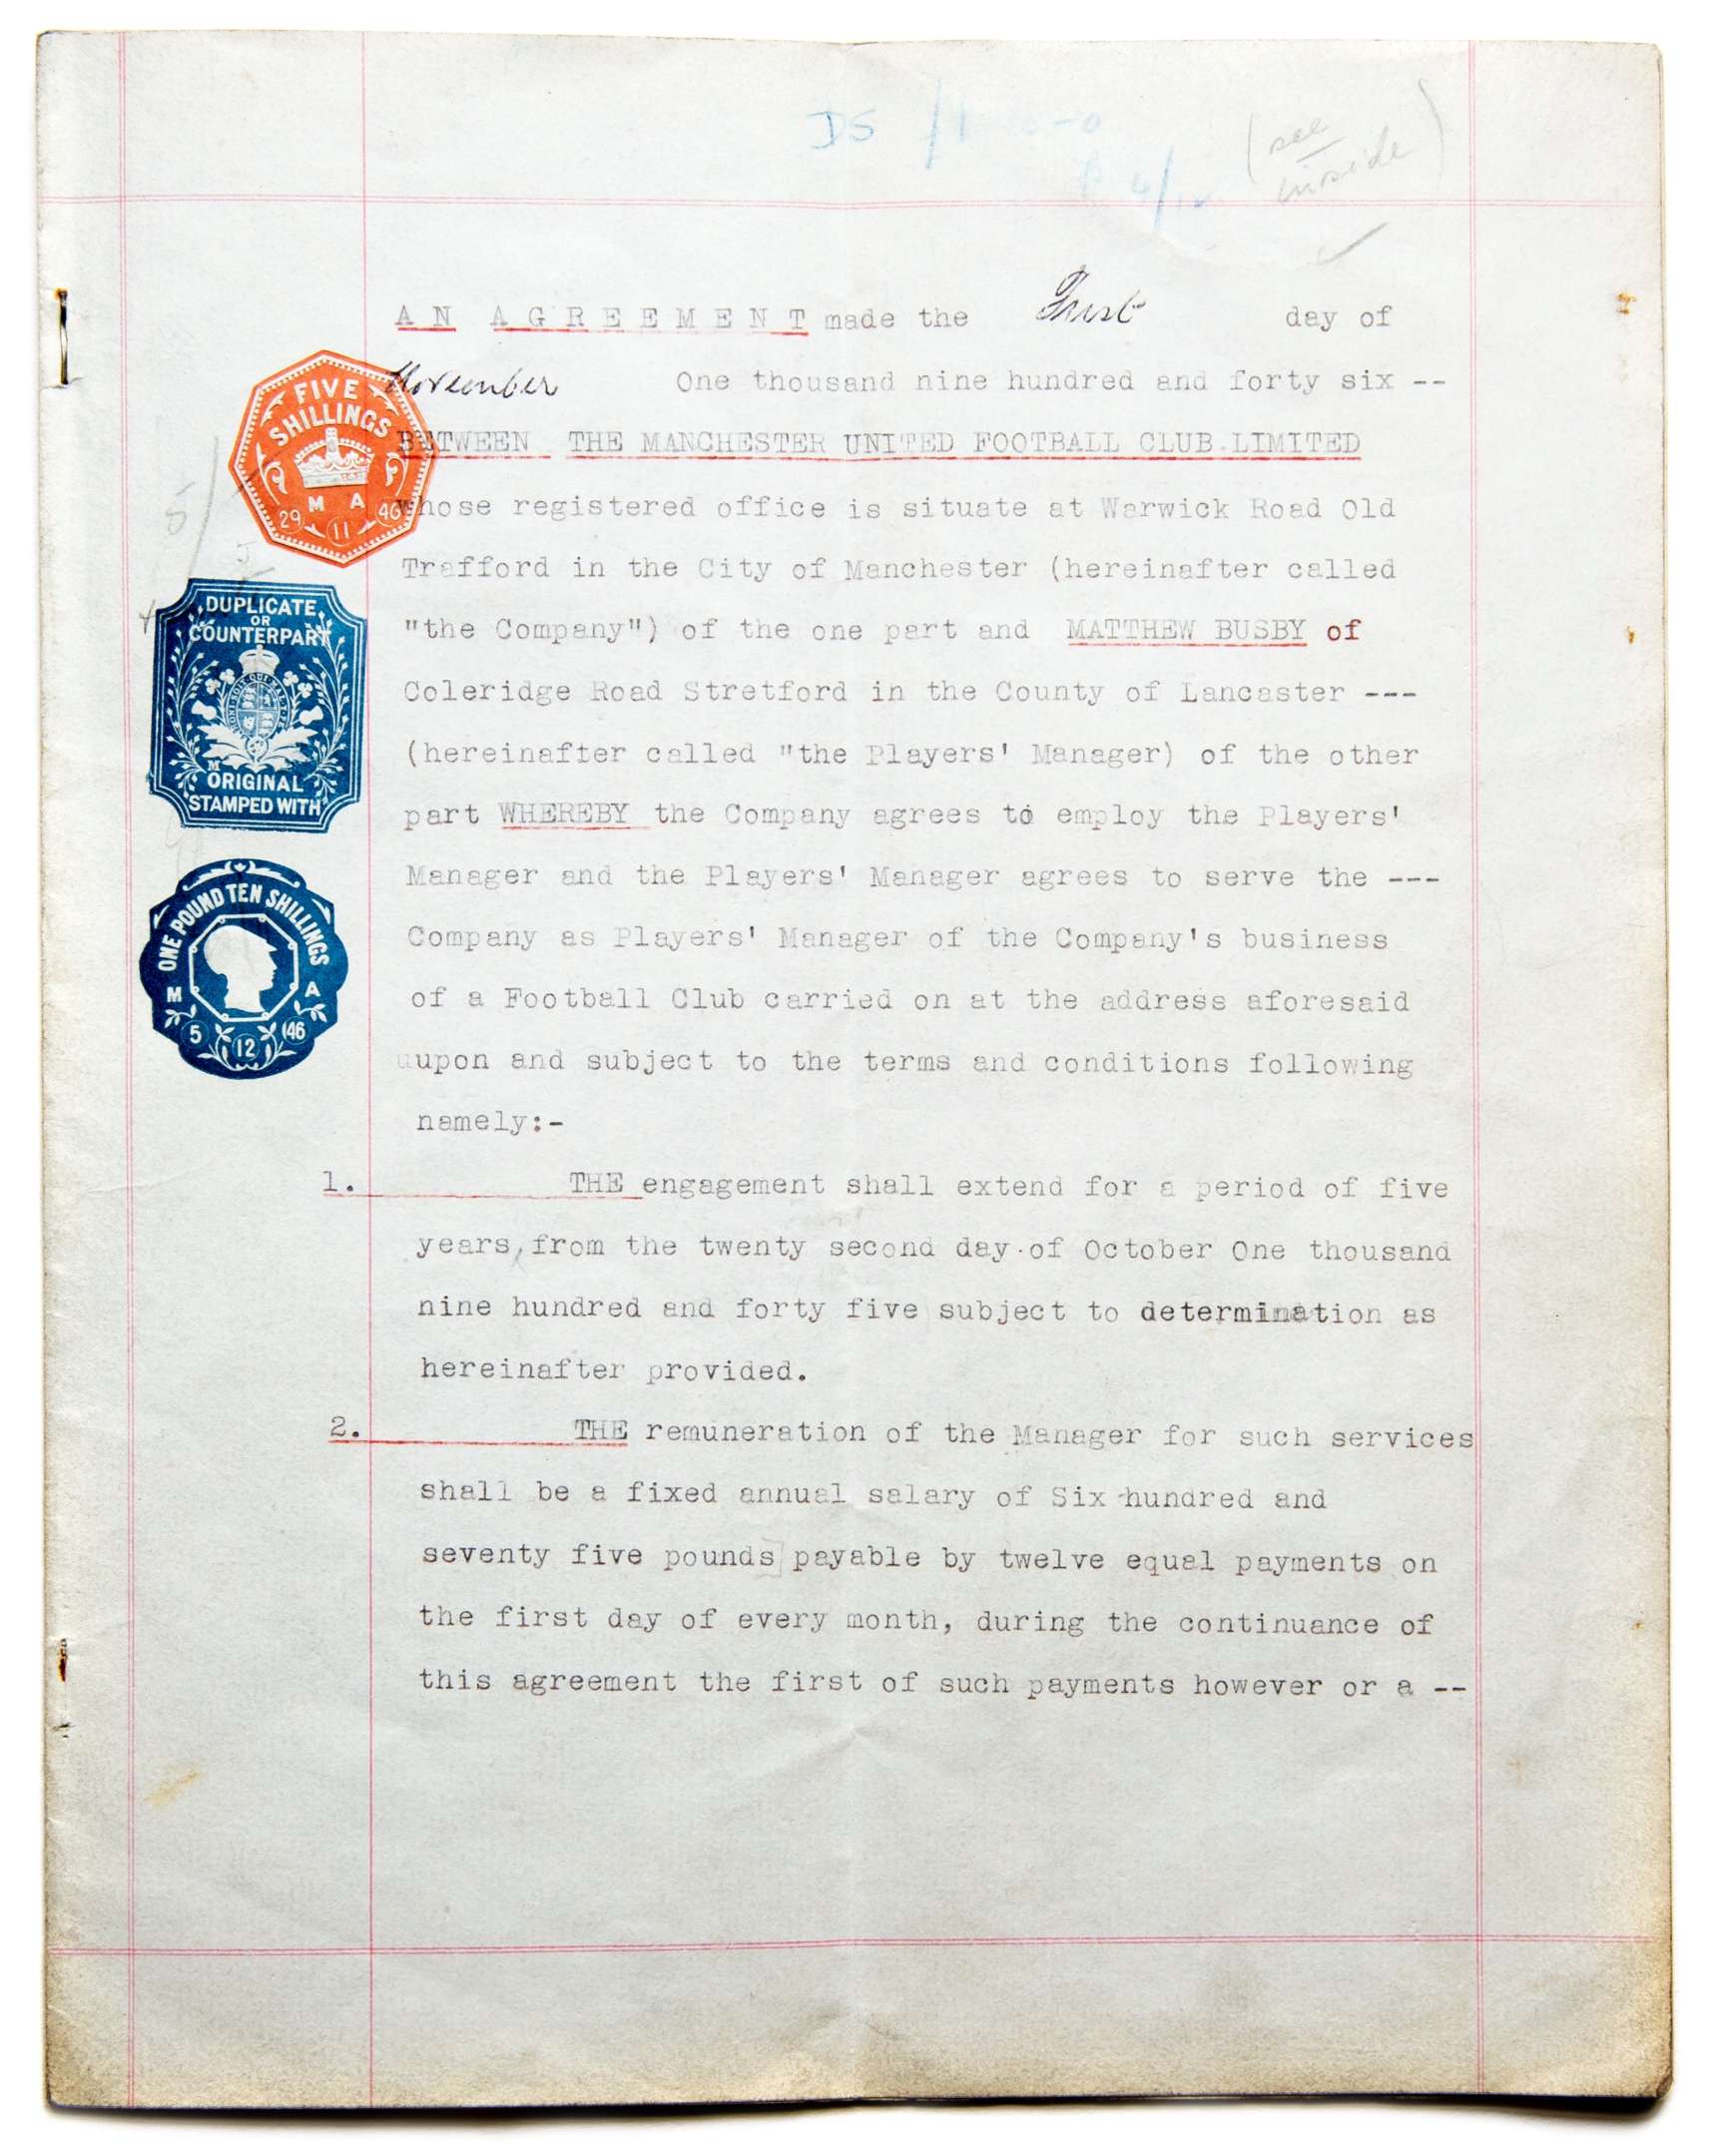 DS
(see
inside)
AN AGREEMENT made the First day of
November One thousand nine hundred and forty six --
BETWEEN THE MANCHESTER UNITED FOOTBALL CLUB LIMITED
whose registered office is situate at Warwick Road Old
Trafford in the City of Manchester (hereinafter called
"the Company") of the one part and MATTHEW BUSBY of
Coleridge Road Stretford in the County of Lancaster ---
(hereinafter called "the Players' Manager) of the other
part WHEREBY the Company agrees to employ the Players'
Manager and the Players' Manager agrees to serve the ---
Company as Players' Manager of the Company's business
of a Football Club carried on at the address aforesaid
uupon and subject to the terms and conditions following
namely:-
1. THE engagement shall extend for a period of five
years, from the twenty second day of October One thousand
nine hundred and forty five subject to determination as
hereinafter provided.
2. THE remuneration of the Manager for such services
shall be a fixed annual salary of Six hundred and
seventy five pounds payable by twelve equal payments on
the first day of every month, during the continuance of
this agreement the first of such payments however or a --
FIVE
SHILLINGS
M A
29 11 46
DUPLICATE
OR
COUNTERPART
ORIGINAL
STAMPED WITH
ONE POUND TEN SHILLINGS
M A
5 12 46